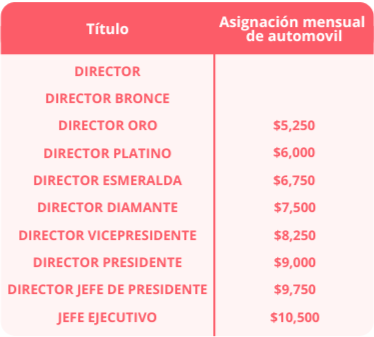 Título
Asignación mensual
de automovil
DIRECTOR
DIRECTOR BRONCE
DIRECTOR ORO $5,250
DIRECTOR PLATINO $6,000
DIRECTOR ESMERALDA $6,750
DIRECTOR DIAMANTE $7,500
DIRECTOR VICEPRESIDENTE $8,250
DIRECTOR PRESIDENTE $9,000
DIRECTOR JEFE DE PRESIDENTE $9,750
JEFE EJECUTIVO $10,500